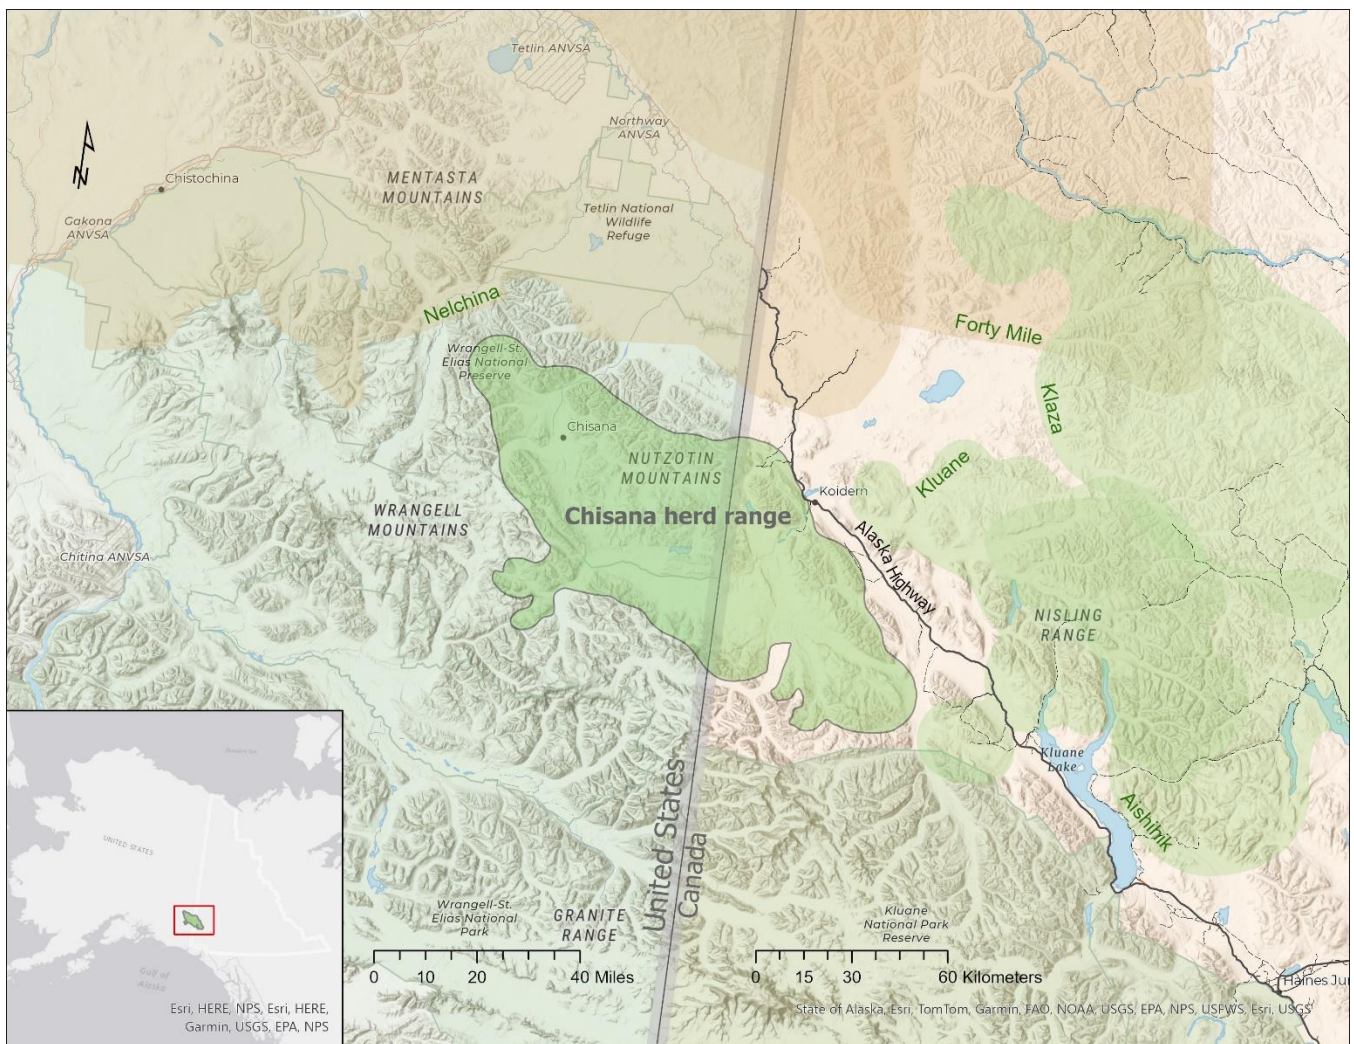 Tetlin ANVSA
Northway
ANVSA
N
Chistochina
MENTASTA
MOUNTAINS
Tetlin National
Wildlife
Refuge
Gakona
ANVSA
Nelchina
Forty Mile
Wrangell-St.
Elias National
Preserve
Klaza
Chisana
NUTZOTIN
MOUNTAINS
Kluane
Koidern
WRANGELL
MOUNTAINS
Chisana herd range
Alaska Highway
Chitina ANVSA
NISLING
RANGE
Kluane
Lake
Aishihik
United States
Canada
UNITED STATES
Gulf of
Alaska
Wrangell-St.
Elias National
Park
GRANITE
RANGE
Kluane
National Park
Reserve
0 10 20 40 Miles
0 15 30 60 Kilometers
Haines Jun
Esri, HERE, NPS, Esri, HERE,
Garmin, USGS, EPA, NPS
State of Alaska, Esri, TomTom, Garmin, FAO, NOAA, USGS, EPA, NPS, USFWS, Esri, USGS